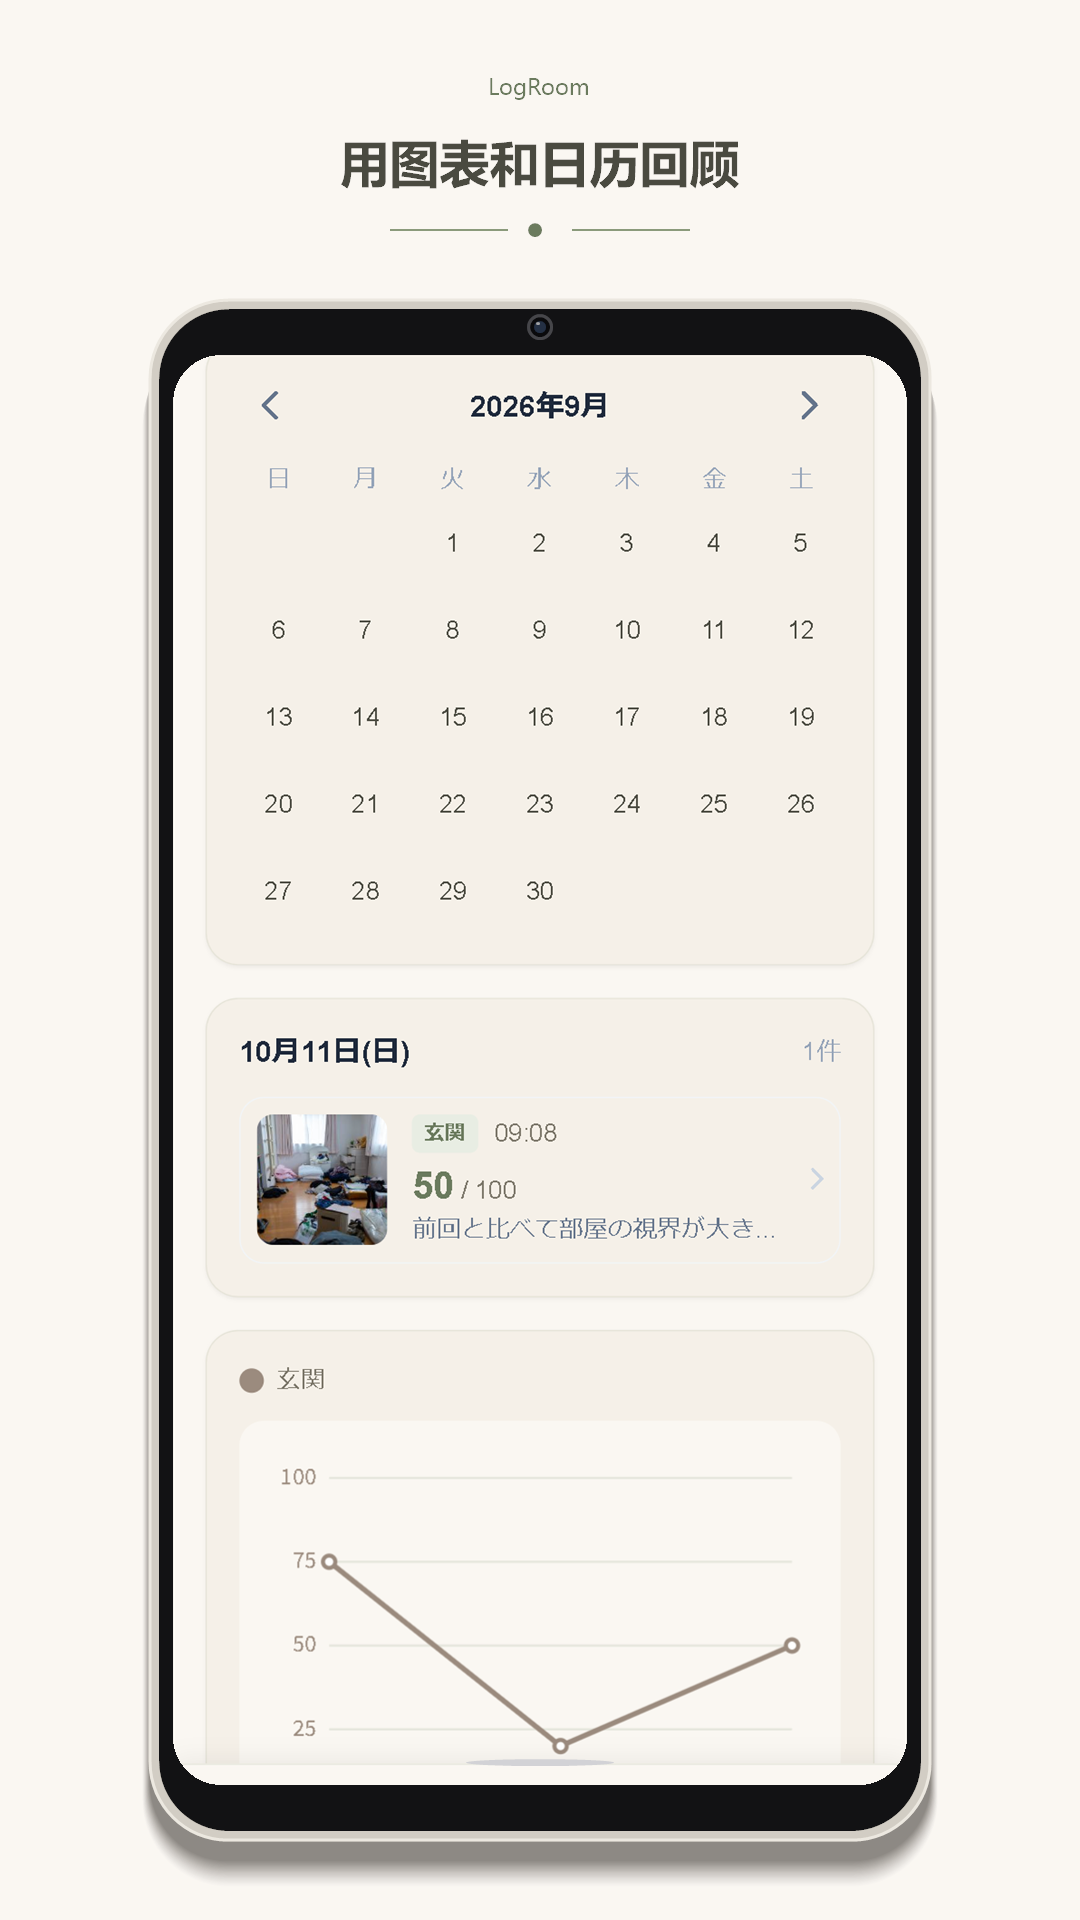 LogRoom
用图表和日历回顾
2026年9月
日 月 火 水 木 金 土
1 2 3 4 5
6 7 8 9 10 11 12
13 14 15 16 17 18 19
20 21 22 23 24 25 26
27 28 29 30
10月11日(日) 1件
玄関 09:08
50 / 100
前回と比べて部屋の視界が大き...
玄関
100
75
50
25